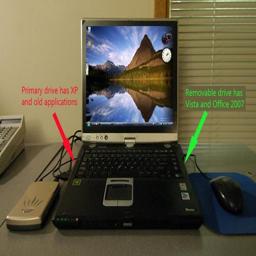 Primary drive has XP
and old applications
Removable drive has
Vista and Office 2007